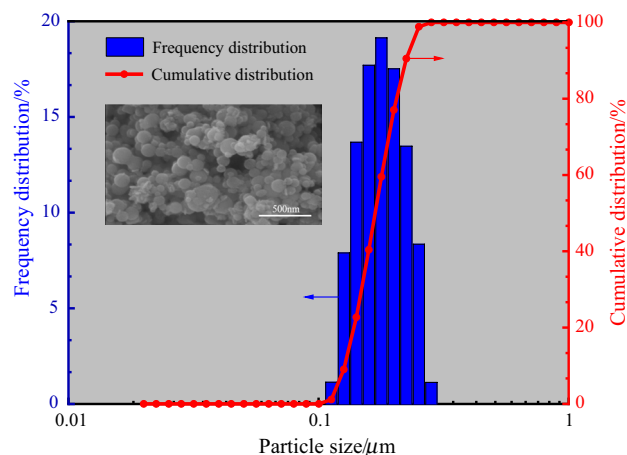 20
15
10
5
0
Frequency distribution/%
Frequency distribution
Cumulative distribution
500nm
100
80
60
40
20
0
Cumulative distribution/%
0.01
0.1
1
Particle size/μm